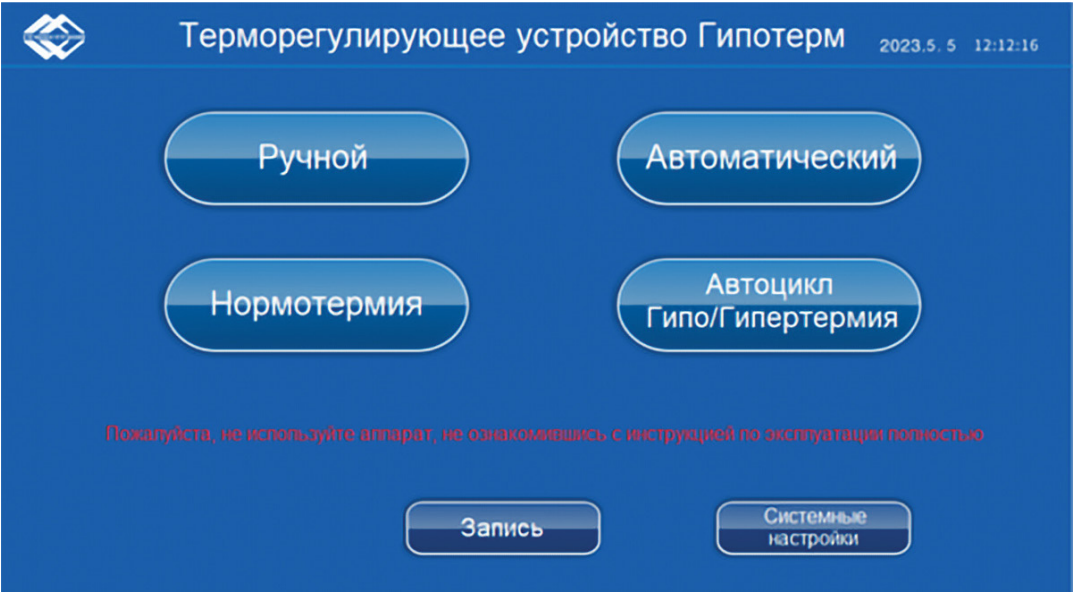 Терморегулирующее устройство Гипотерм
2023.5. 5 12:12:16
Ручной
Автоматический
Нормотермия
Автоцикл
Гипо/Гипертермия
Пожалуйста, не используйте аппарат, не ознакомившись с инструкцией по эксплуатации полностью
Запись
Системные
настройки